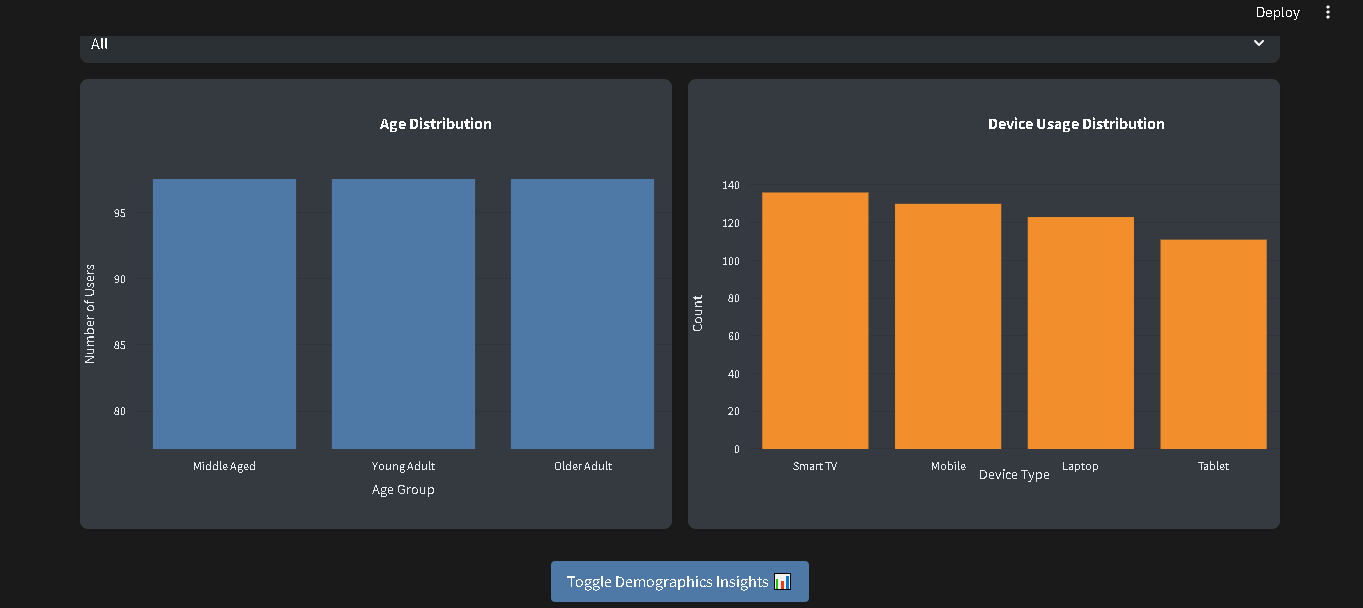 Deploy
All
Age Distribution
95
90
85
80
Number of Users
Middle Aged
Young Adult
Older Adult
Age Group
Device Usage Distribution
140
120
100
80
60
40
20
0
Count
Smart TV
Mobile
Laptop
Tablet
Device Type
Toggle Demographics Insights 📊